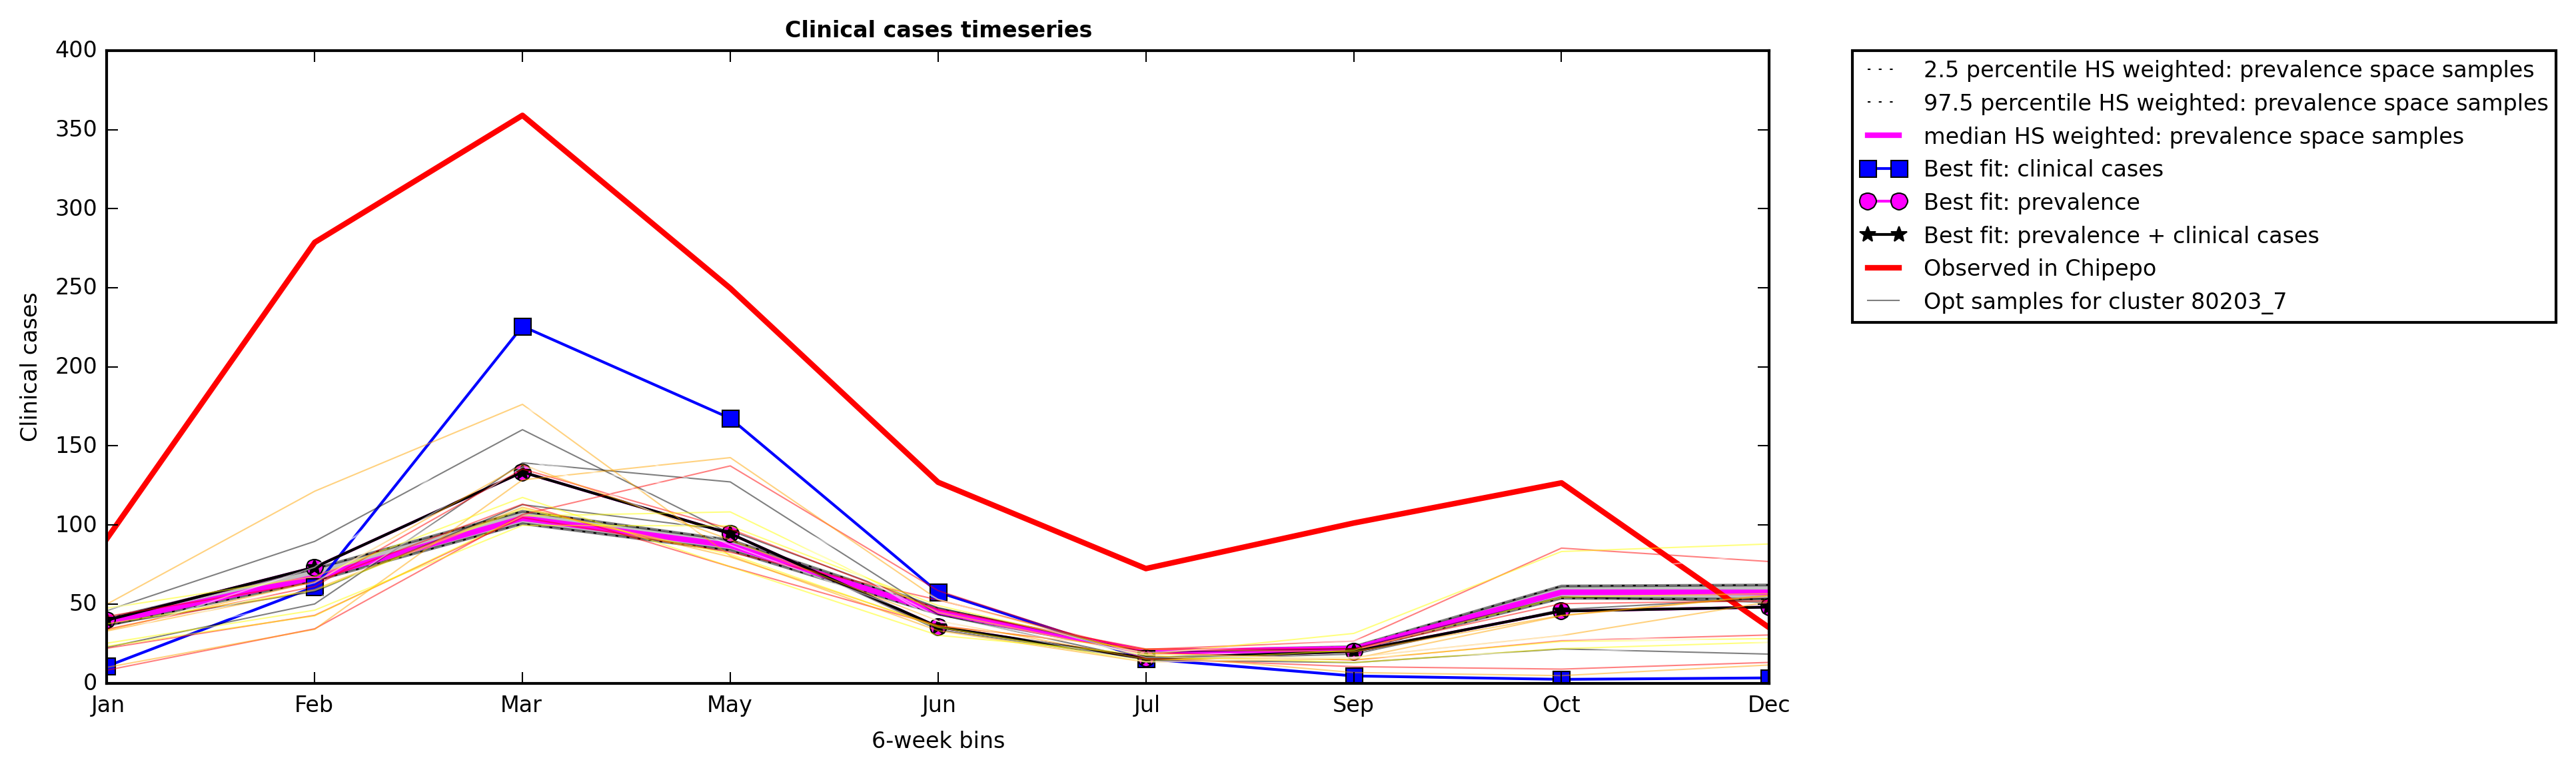 Clinical cases timeseries
400
350
300
250
200
150
100
50
0
Clinical cases
Jan Feb Mar May Jun Jul Sep Oct Dec
6-week bins
2.5 percentile HS weighted: prevalence space samples
97.5 percentile HS weighted: prevalence space samples
median HS weighted: prevalence space samples
Best fit: clinical cases
Best fit: prevalence
Best fit: prevalence + clinical cases
Observed in Chipepo
Opt samples for cluster 80203_7